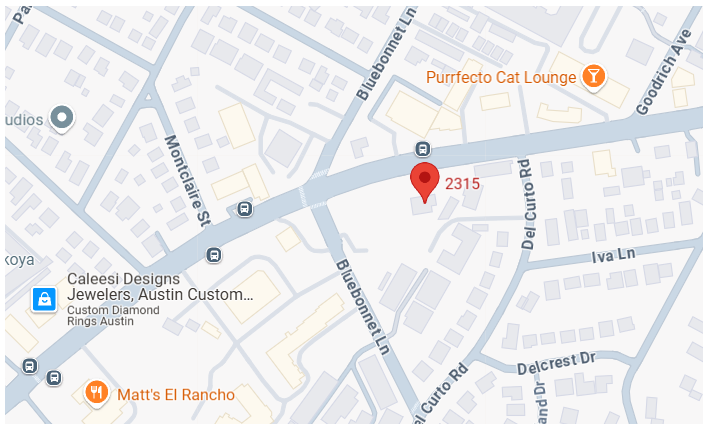 Pa
Bluebonnet Ln
Goodrich Ave
Purrfecto Cat Lounge
udios
Montclaire St
2315
Del Curto Rd
Iva Ln
koya
Caleesi Designs
Jewelers, Austin Custom...
Custom Diamond
Rings Austin
Bluebonnet Ln
Delcrest Dr
Matt's El Rancho
el Curto Rd
and Dr